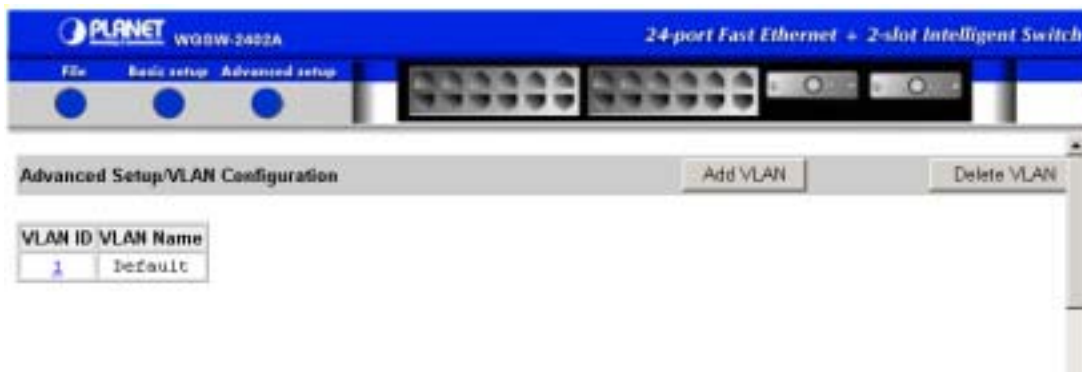 PLANET WGSW-2402A
24-port Fast Ethernet + 2-slot Intelligent Switch
File Basic setup Advanced setup
Advanced Setup/VLAN Configuration Add VLAN Delete VLAN
VLAN ID VLAN Name
1 Default